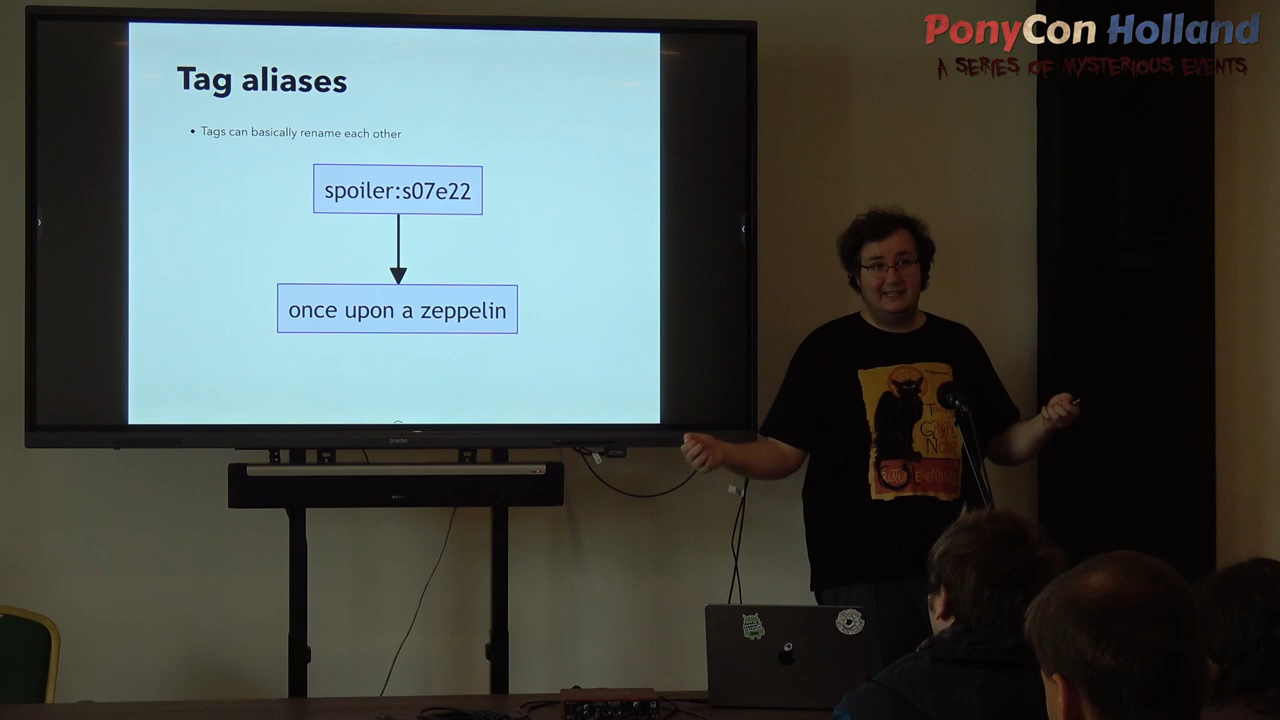 PonyCon Holland
A SERIES OF MYSTERIOUS EVENTS
Tag aliases
• Tags can basically rename each other
spoiler:s07e22
once upon a zeppelin